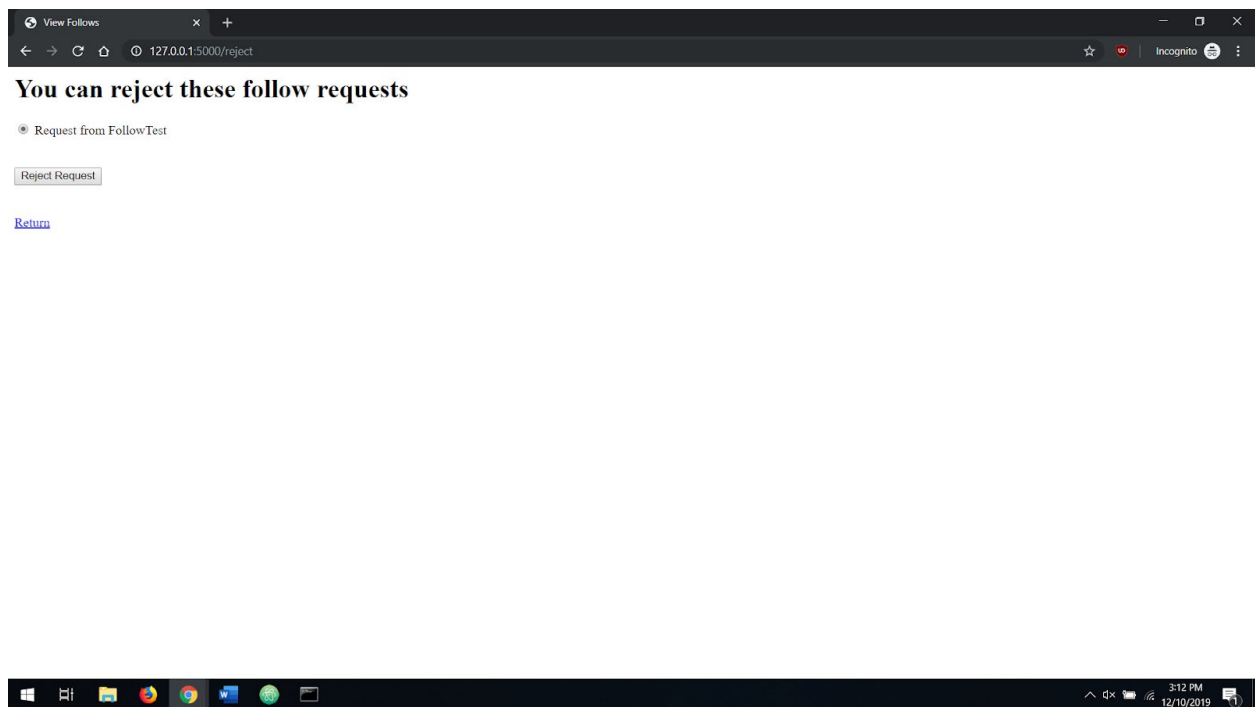 View Follows
127.0.0.1:5000/reject
Incognito
You can reject these follow requests
Request from FollowTest
Reject Request
Return
3:12 PM
12/10/2019
1